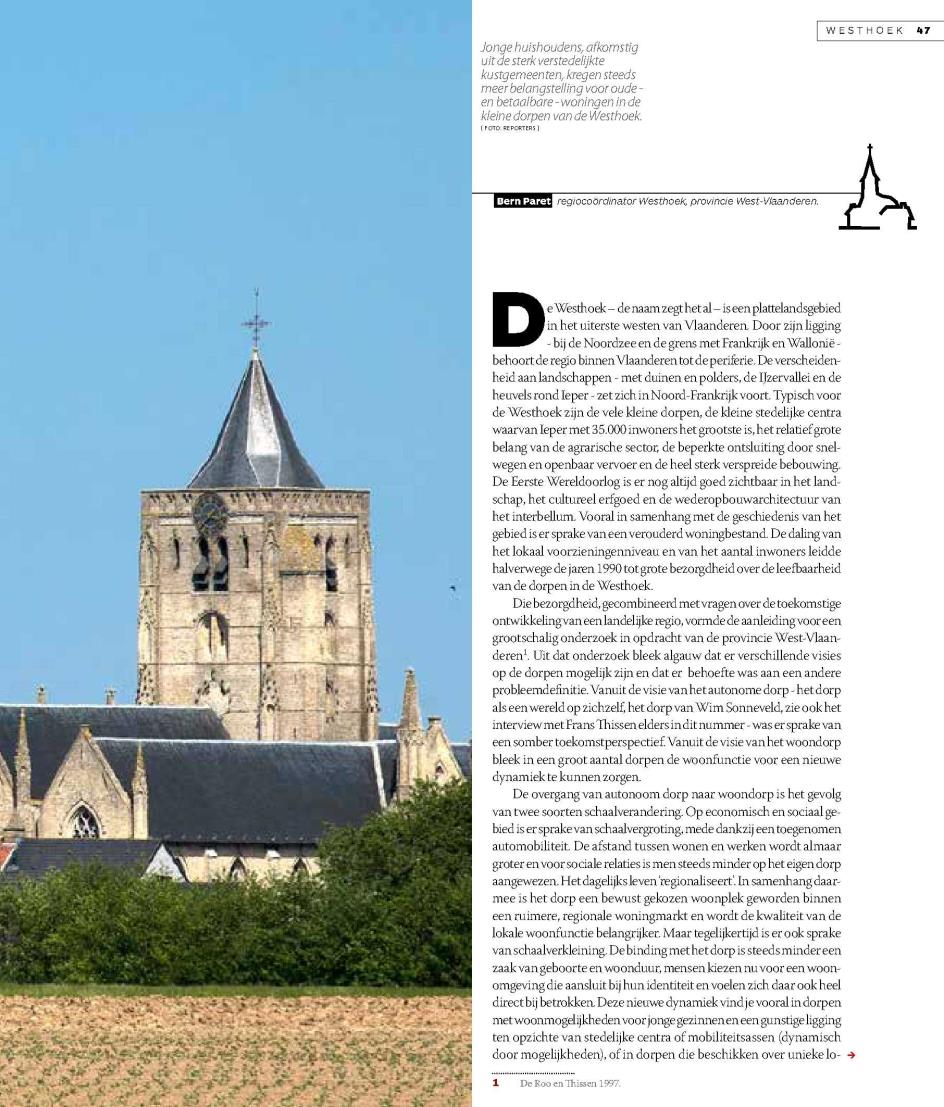 WESTHOEK 47
Jonge huishoudens, afkomstig
uit de sterk verstedelijkte
kustgemeenten, kregen steeds
meer belangstelling voor oude -
en betaalbare - woningen in de
kleine dorpen van de Westhoek.
[ FOTO: REPORTERS ]
Bern Paret regiocoördinator Westhoek, provincie West-Vlaanderen.
De Westhoek – de naam zegt het al – is een plattelandsgebied
in het uiterste westen van Vlaanderen. Door zijn ligging
- bij de Noordzee en de grens met Frankrijk en Wallonië -
behoort de regio binnen Vlaanderen tot de periferie. De verscheiden-
heid aan landschappen - met duinen en polders, de IJzervallei en de
heuvels rond Ieper - zet zich in Noord-Frankrijk voort. Typisch voor
de Westhoek zijn de vele kleine dorpen, de kleine stedelijke centra
waarvan Ieper met 35.000 inwoners het grootste is, het relatief grote
belang van de agrarische sector, de beperkte ontsluiting door snel-
wegen en openbaar vervoer en de heel sterk verspreide bebouwing.
De Eerste Wereldoorlog is er nog altijd goed zichtbaar in het land-
schap, het cultureel erfgoed en de wederopbouwarchitectuur van
het interbellum. Vooral in samenhang met de geschiedenis van het
gebied is er sprake van een verouderd woningbestand. De daling van
het lokaal voorzieningenniveau en van het aantal inwoners leidde
halverwege de jaren 1990 tot grote bezorgdheid over de leefbaarheid
van de dorpen in de Westhoek.
Die bezorgdheid, gecombineerd met vragen over de toekomstige
ontwikkeling van een landelijke regio, vormde de aanleiding voor een
grootschalig onderzoek in opdracht van de provincie West-Vlaan-
deren1. Uit dat onderzoek bleek algauw dat er verschillende visies
op de dorpen mogelijk zijn en dat er behoefte was aan een andere
probleemdefinitie. Vanuit de visie van het autonome dorp - het dorp
als een wereld op zichzelf, het dorp van Wim Sonneveld, zie ook het
interview met Frans Thissen elders in dit nummer - was er sprake van
een somber toekomstperspectief. Vanuit de visie van het woondorp
bleek in een groot aantal dorpen de woonfunctie voor een nieuwe
dynamiek te kunnen zorgen.
De overgang van autonoom dorp naar woondorp is het gevolg
van twee soorten schaalverandering. Op economisch en sociaal ge-
bied is er sprake van schaalvergroting, mede dankzij een toegenomen
automobiliteit. De afstand tussen wonen en werken wordt almaar
groter en voor sociale relaties is men steeds minder op het eigen dorp
aangewezen. Het dagelijks leven 'regionaliseert'. In samenhang daar-
mee is het dorp een bewust gekozen woonplek geworden binnen
een ruimere, regionale woningmarkt en wordt de kwaliteit van de
lokale woonfunctie belangrijker. Maar tegelijkertijd is er ook sprake
van schaalverkleining. De binding met het dorp is steeds minder een
zaak van geboorte en woonduur, mensen kiezen nu voor een woon-
omgeving die aansluit bij hun identiteit en voelen zich daar ook heel
direct bij betrokken. Deze nieuwe dynamiek vind je vooral in dorpen
met woonmogelijkheden voor jonge gezinnen en een gunstige ligging
ten opzichte van stedelijke centra of mobiliteitsassen (dynamisch
door mogelijkheden), of in dorpen die beschikken over unieke lo- →
1 De Roo en Thissen 1997.